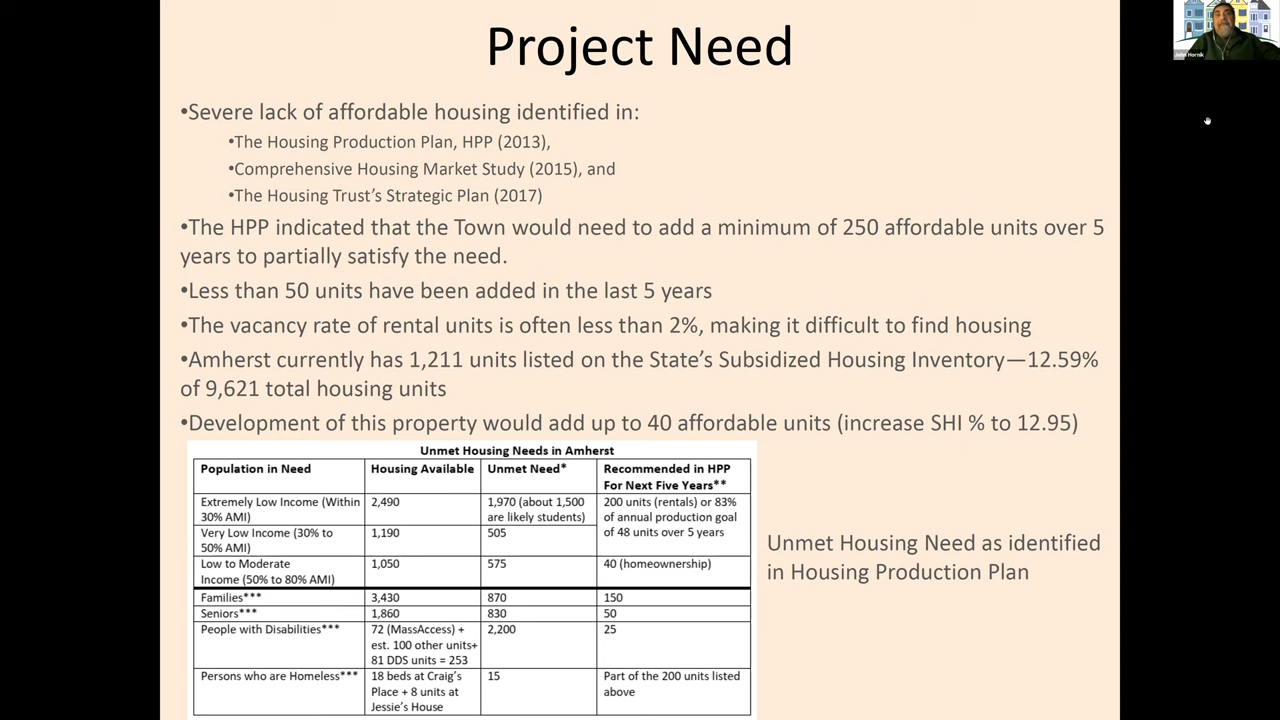 Project Need
John Hornik
•Severe lack of affordable housing identified in:
•The Housing Production Plan, HPP (2013),
•Comprehensive Housing Market Study (2015), and
•The Housing Trust's Strategic Plan (2017)
•The HPP indicated that the Town would need to add a minimum of 250 affordable units over 5
years to partially satisfy the need.
•Less than 50 units have been added in the last 5 years
•The vacancy rate of rental units is often less than 2%, making it difficult to find housing
•Amherst currently has 1,211 units listed on the State's Subsidized Housing Inventory—12.59%
of 9,621 total housing units
•Development of this property would add up to 40 affordable units (increase SHI % to 12.95)
Unmet Housing Needs in Amherst
Population in Need
Housing Available
Unmet Need*
Recommended in HPP
For Next Five Years**
Extremely Low Income (Within
30% AMI)
2,490
1,970 (about 1,500
are likely students)
200 units (rentals) or 83%
of annual production goal
of 48 units over 5 years
Very Low Income (30% to
50% AMI)
1,190
505
Low to Moderate
Income (50% to 80% AMI)
1,050
575
40 (homeownership)
Families***
3,430
870
150
Seniors***
1,860
830
50
People with Disabilities***
72 (MassAccess) +
est. 100 other units+
81 DDS units = 253
2,200
25
Persons who are Homeless***
18 beds at Craig's
Place + 8 units at
Jessie's House
15
Part of the 200 units listed
above
Unmet Housing Need as identified
in Housing Production Plan